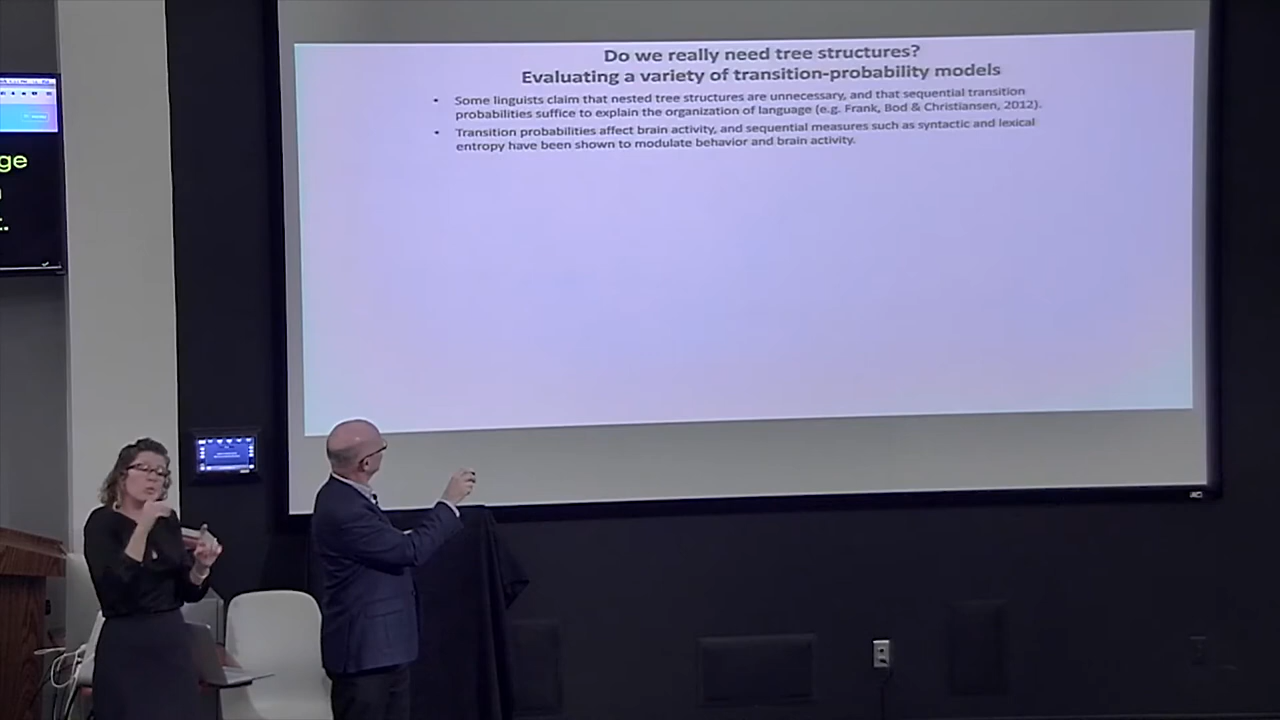 Do we really need tree structures?
Evaluating a variety of transition-probability models
• Some linguists claim that nested tree structures are unnecessary, and that sequential transition
probabilities suffice to explain the organization of language (e.g. Frank, Bod & Christiansen, 2012).
• Transition probabilities affect brain activity, and sequential measures such as syntactic and lexical
entropy have been shown to modulate behavior and brain activity.
ge